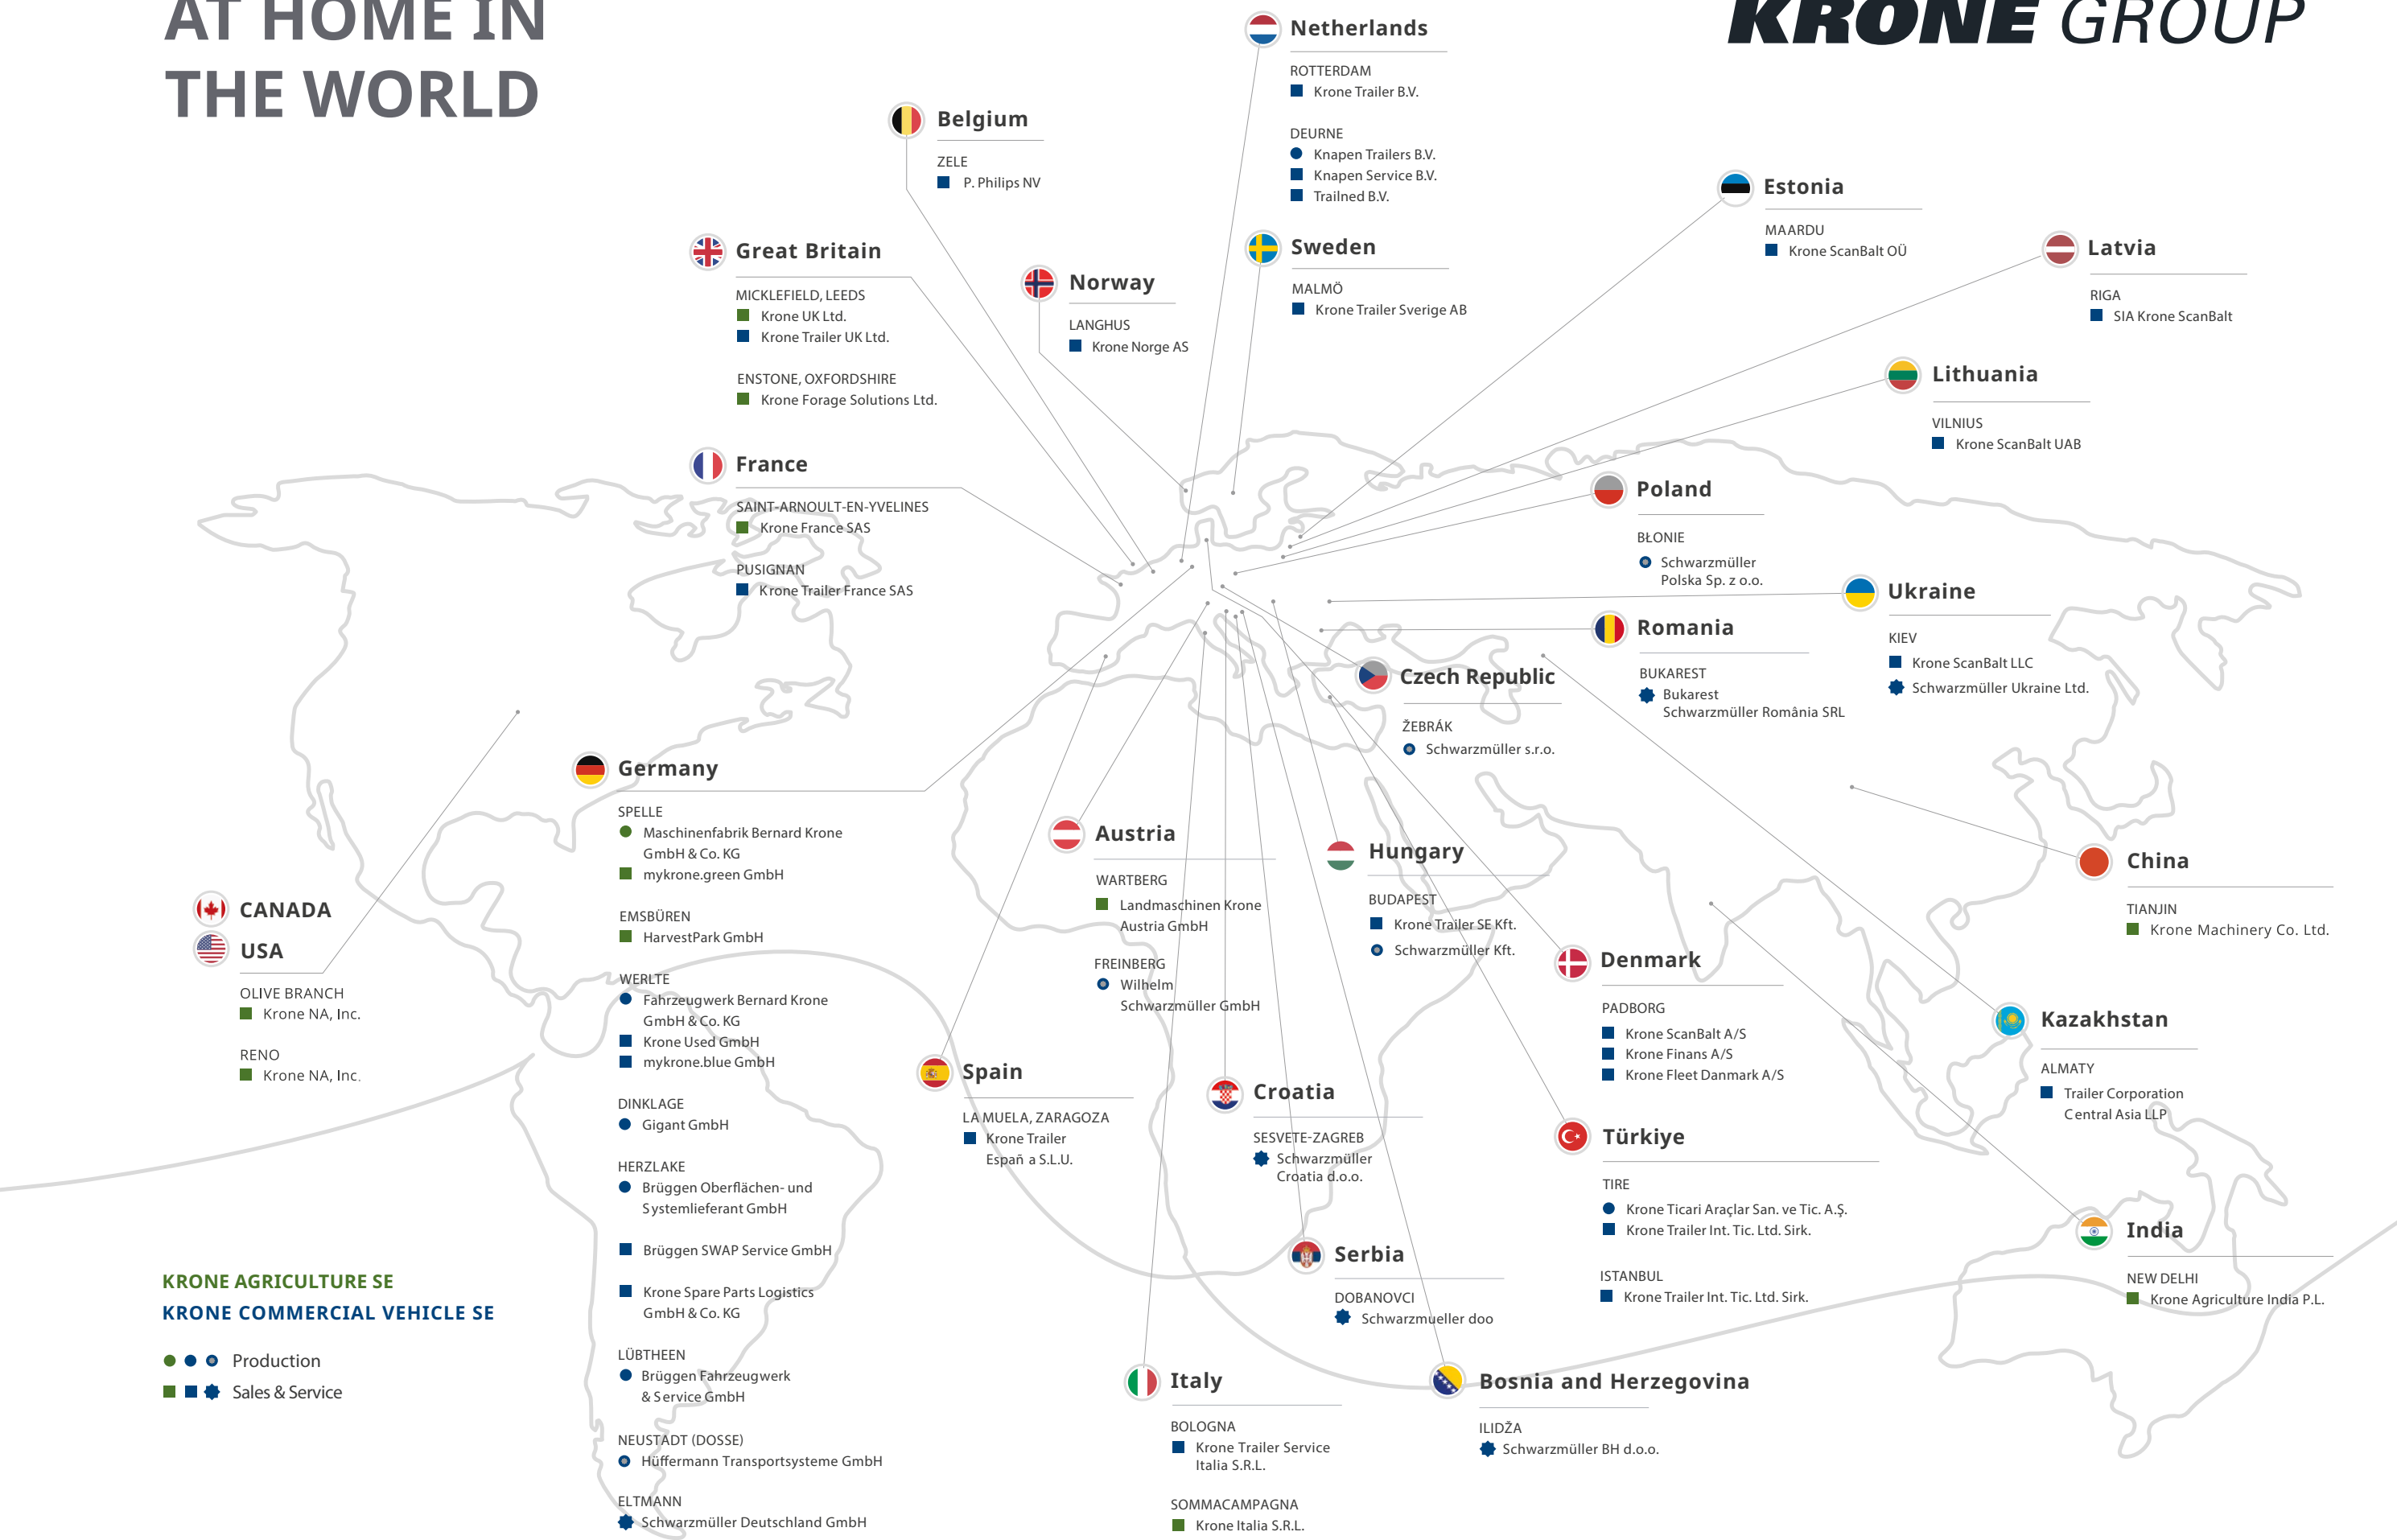 AT HOME IN
THE WORLD
KRONE GROUP
Netherlands
ROTTERDAM
Krone Trailer B.V.
DEURNE
Knapen Trailers B.V.
Knapen Service B.V.
Trailned B.V.
Belgium
ZELE
P. Philips NV
Estonia
MAARDU
Krone ScanBalt OÜ
Great Britain
MICKLEFIELD, LEEDS
Krone UK Ltd.
Krone Trailer UK Ltd.
ENSTONE, OXFORDSHIRE
Krone Forage Solutions Ltd.
Norway
LANGHUS
Krone Norge AS
Sweden
MALMÖ
Krone Trailer Sverige AB
Latvia
RIGA
SIA Krone ScanBalt
Lithuania
VILNIUS
Krone ScanBalt UAB
France
SAINT-ARNOULT-EN-YVELINES
Krone France SAS
PUSIGNAN
Krone Trailer France SAS
Poland
BŁONIE
Schwarzmüller
Polska Sp. z o.o.
Ukraine
KIEV
Krone ScanBalt LLC
Schwarzmüller Ukraine Ltd.
Romania
BUKAREST
Bukarest
Schwarzmüller România SRL
Czech Republic
ŽEBRÁK
Schwarzmüller s.r.o.
Germany
SPELLE
Maschinenfabrik Bernard Krone
GmbH & Co. KG
mykrone.green GmbH
EMSBÜREN
HarvestPark GmbH
WERLTE
Fahrzeugwerk Bernard Krone
GmbH & Co. KG
Krone Used GmbH
mykrone.blue GmbH
DINKLAGE
Gigant GmbH
HERZLAKE
Brüggen Oberflächen- und
Systemlieferant GmbH
Brüggen SWAP Service GmbH
Krone Spare Parts Logistics
GmbH & Co. KG
LÜBTHEEN
Brüggen Fahrzeugwerk
& Service GmbH
NEUSTADT (DOSSE)
Hüffermann Transportsysteme GmbH
ELTMANN
Schwarzmüller Deutschland GmbH
Austria
WARTBERG
Landmaschinen Krone
Austria GmbH
FREINBERG
Wilhelm
Schwarzmüller GmbH
Hungary
BUDAPEST
Krone Trailer SE Kft.
Schwarzmüller Kft.
China
TIANJIN
Krone Machinery Co. Ltd.
CANADA
USA
OLIVE BRANCH
Krone NA, Inc.
RENO
Krone NA, Inc.
Denmark
PADBORG
Krone ScanBalt A/S
Krone Finans A/S
Krone Fleet Danmark A/S
Kazakhstan
ALMATY
Trailer Corporation
Central Asia LLP
Spain
LA MUELA, ZARAGOZA
Krone Trailer
Españ a S.L.U.
Croatia
SESVETE-ZAGREB
Schwarzmüller
Croatia d.o.o.
Türkiye
TIRE
Krone Ticari Araçlar San. ve Tic. A.Ş.
Krone Trailer Int. Tic. Ltd. Sirk.
ISTANBUL
Krone Trailer Int. Tic. Ltd. Sirk.
India
NEW DELHI
Krone Agriculture India P.L.
Serbia
DOBANOVCI
Schwarzmueller doo
Italy
BOLOGNA
Krone Trailer Service
Italia S.R.L.
SOMMACAMPAGNA
Krone Italia S.R.L.
Bosnia and Herzegovina
ILIDŽA
Schwarzmüller BH d.o.o.
KRONE AGRICULTURE SE
KRONE COMMERCIAL VEHICLE SE
Production
Sales & Service